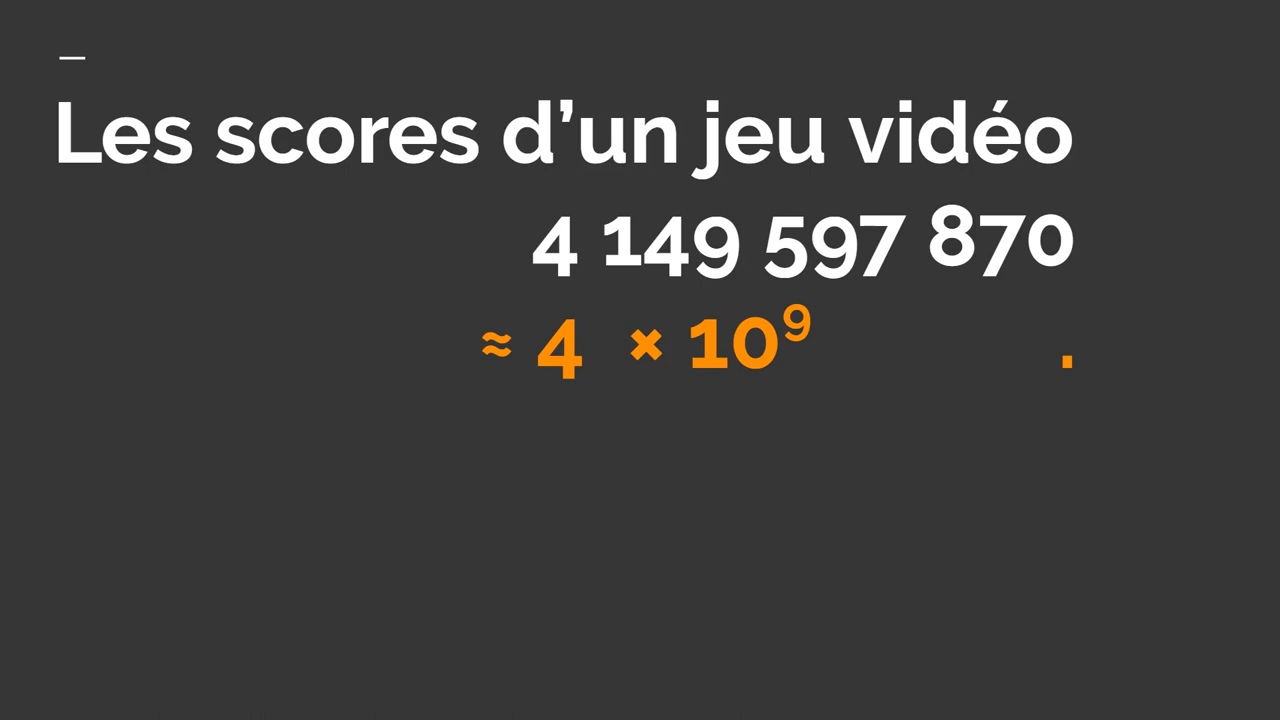 Les scores d’un jeu vidéo
4 149 597 870
≈ 4 × 10⁹ .